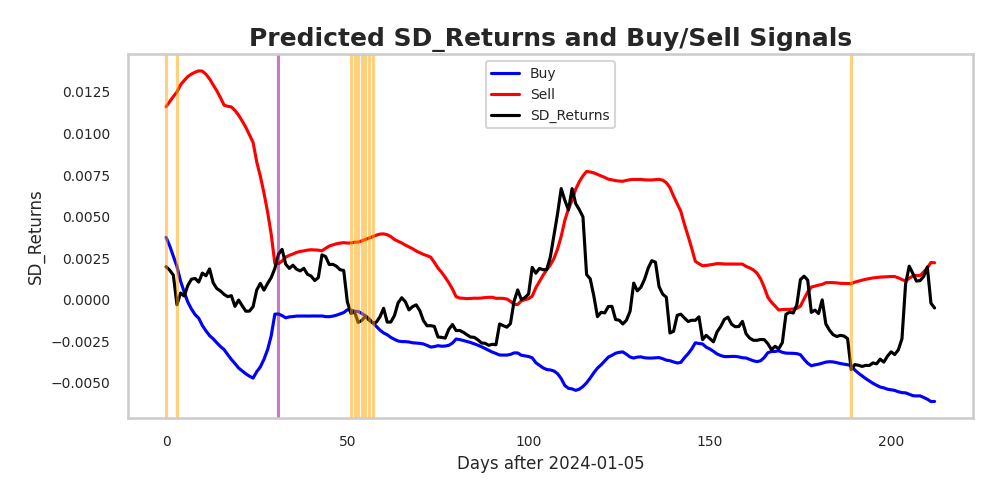 Predicted SD_Returns and Buy/Sell Signals
Buy
Sell
SD_Returns
SD_Returns
0.0125
0.0100
0.0075
0.0050
0.0025
0.0000
−0.0025
−0.0050
0 50 100 150 200
Days after 2024-01-05